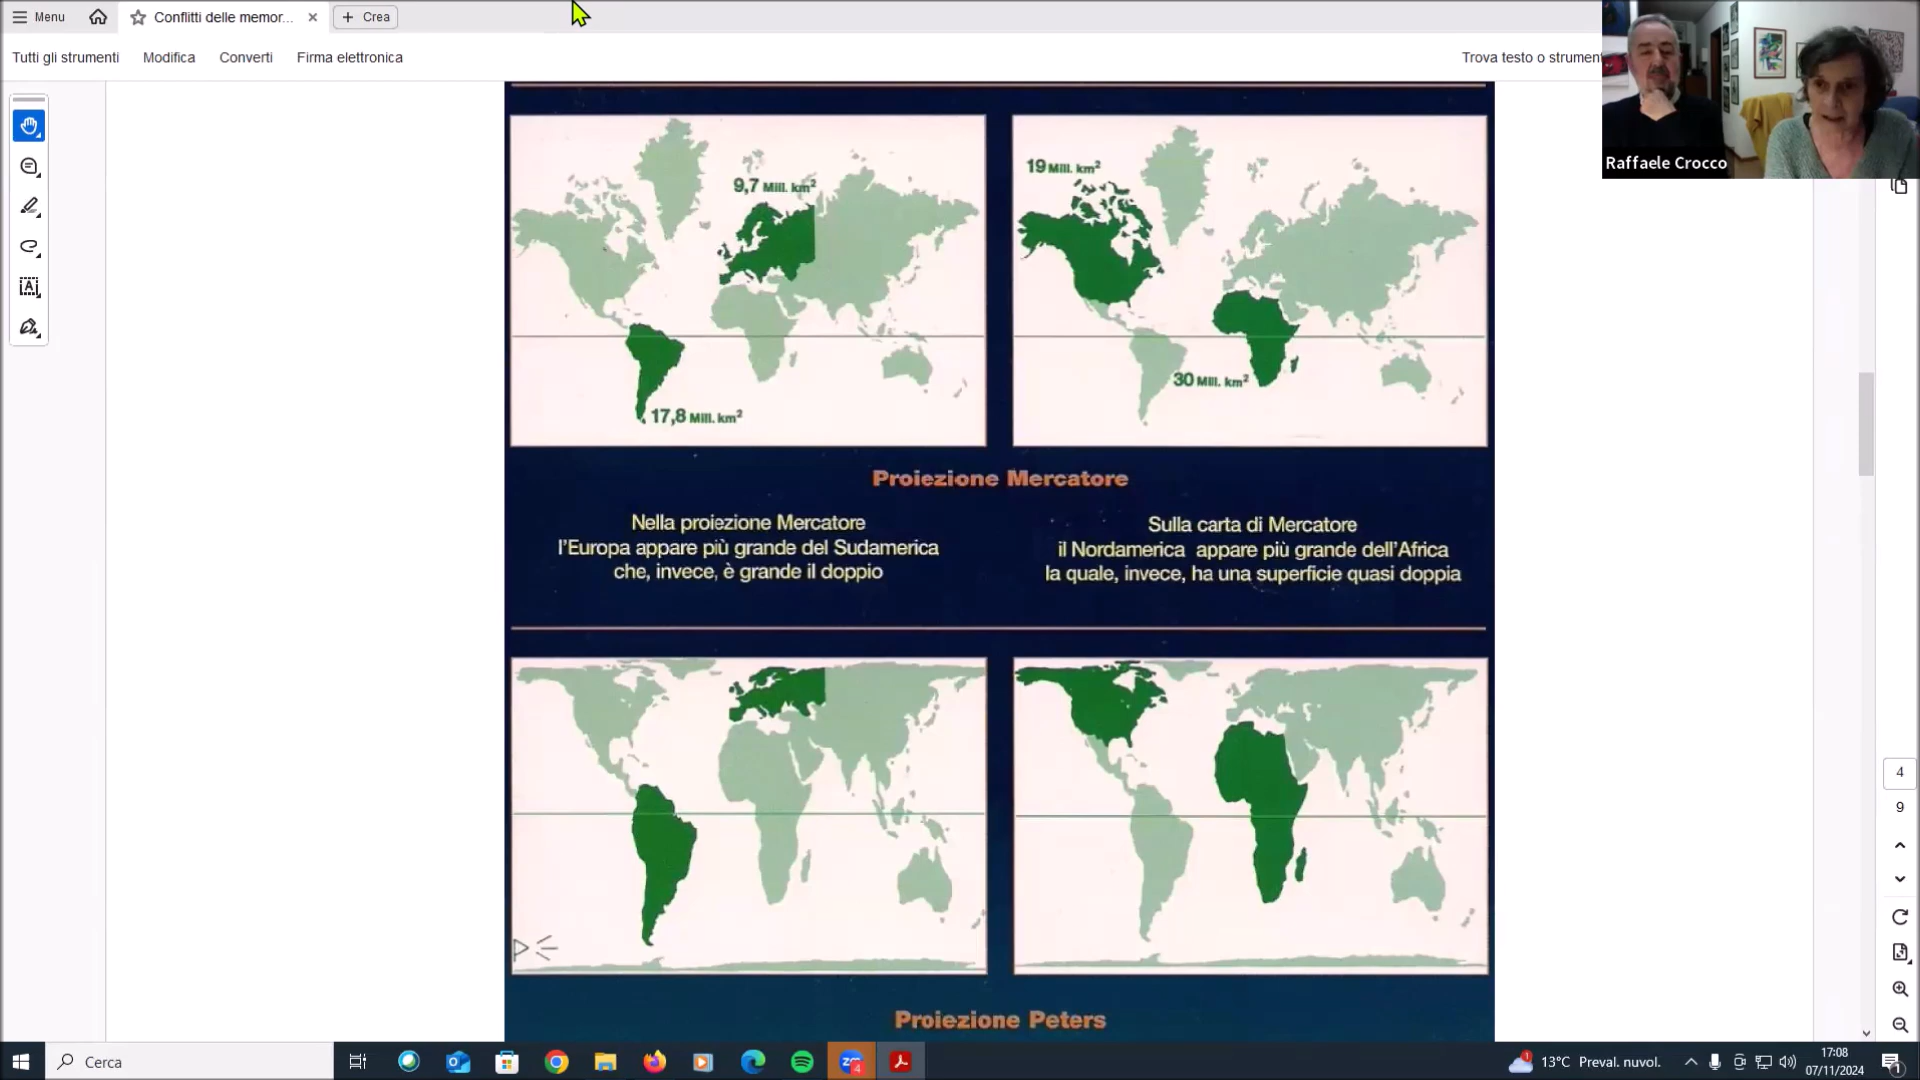 Menu
Conflitti delle memor...
Crea
Tutti gli strumenti
Modifica
Converti
Firma elettronica
Trova testo o strumen
Raffaele Crocco
9,7 Mill. km²
17,8 Mill. km²
19 Mill. km²
30 Mill. km²
Proiezione Mercatore
Nella proiezione Mercatore
l'Europa appare più grande del Sudamerica
che, invece, è grande il doppio
Sulla carta di Mercatore
il Nordamerica appare più grande dell'Africa
la quale, invece, ha una superficie quasi doppia
Proiezione Peters
4
9
Cerca
4
1
13°C Preval. nuvol.
17:08
07/11/2024
1